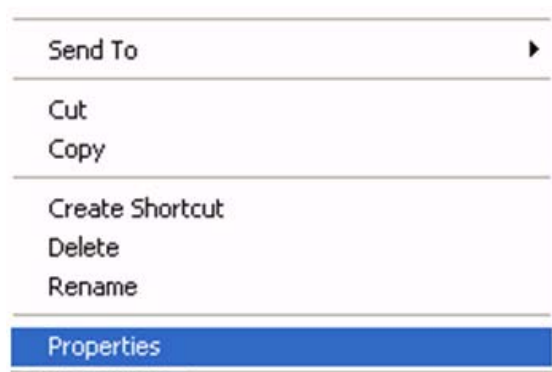 Send To
Cut
Copy
Create Shortcut
Delete
Rename
Properties